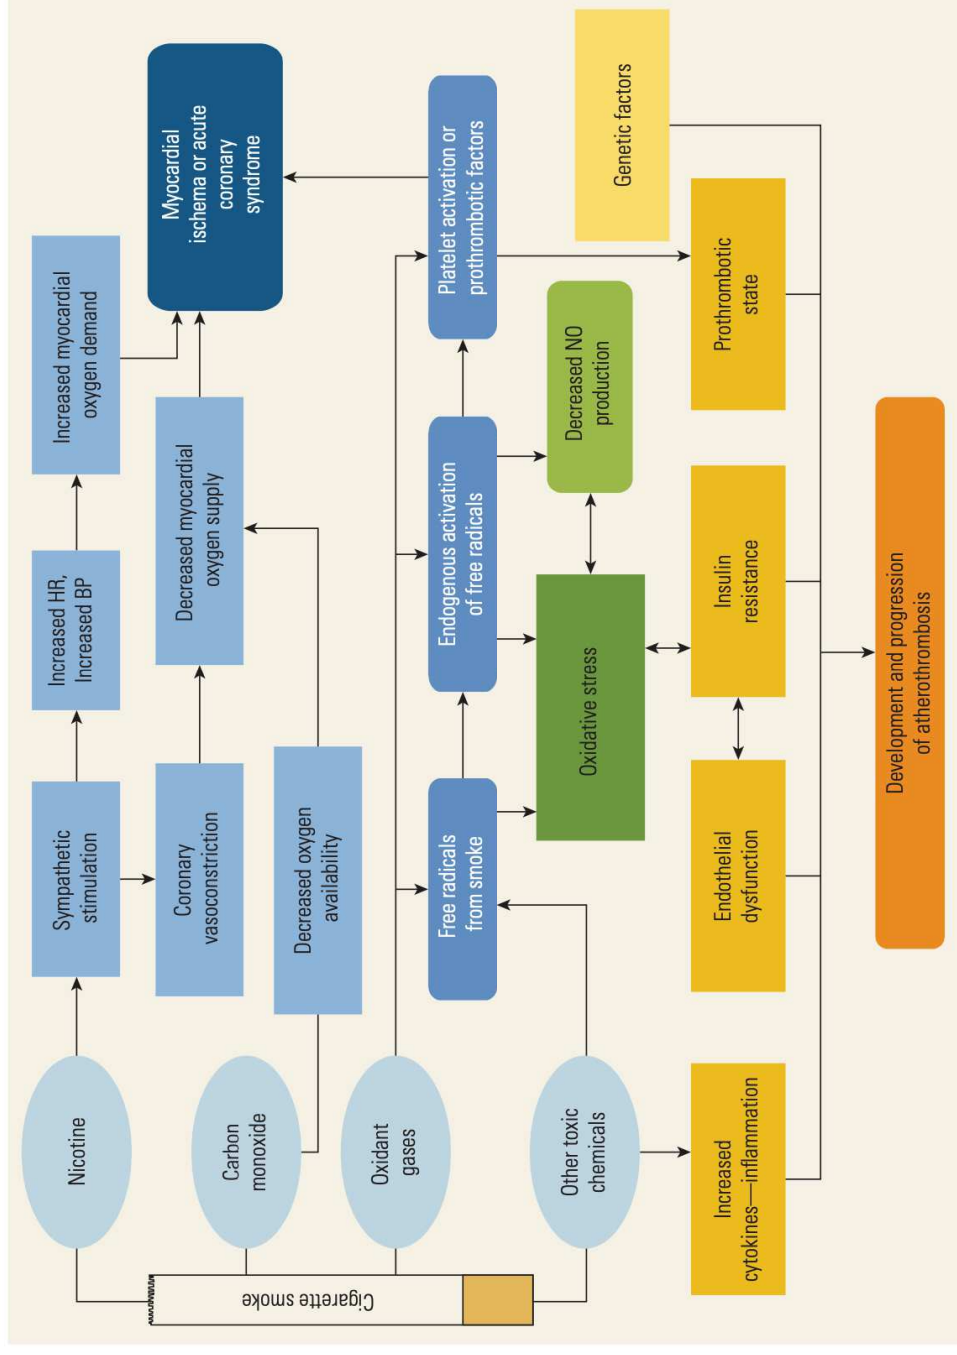 Cigarette smoke
Nicotine
Carbon
monoxide
Oxidant
gases
Other toxic
chemicals
Sympathetic
stimulation
Increased HR,
Increased BP
Increased myocardial
oxygen demand
Coronary
vasoconstriction
Decreased myocardial
oxygen supply
Decreased oxygen
availability
Myocardial
ischema or acute
coronary
syndrome
Free radicals
from smoke
Endogenous activation
of free radicals
Platelet activation or
prothrombotic factors
Oxidative stress
Decreased NO
production
Genetic factors
Increased
cytokines—inflammation
Endothelial
dysfunction
Insulin
resistance
Prothrombotic
state
Development and progression
of atherothrombosis